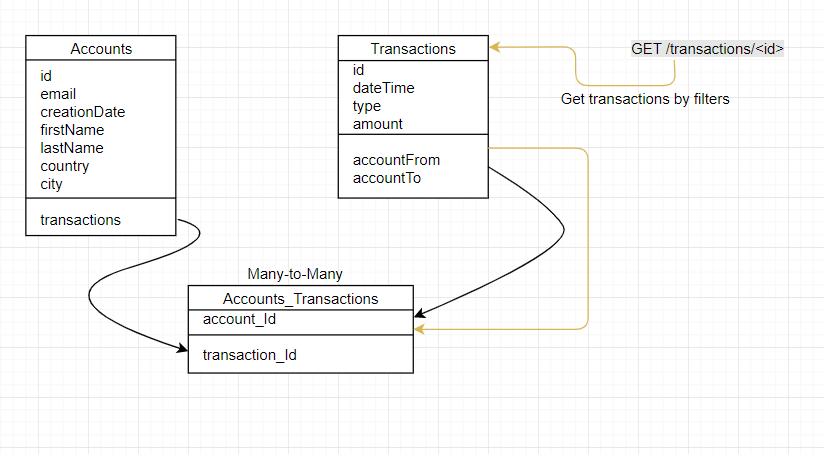 Accounts
id
email
creationDate
firstName
lastName
country
city
transactions
Transactions
id
dateTime
type
amount
accountFrom
accountTo
GET /transactions/<id>
Get transactions by filters
Many-to-Many
Accounts_Transactions
account_Id
transaction_Id